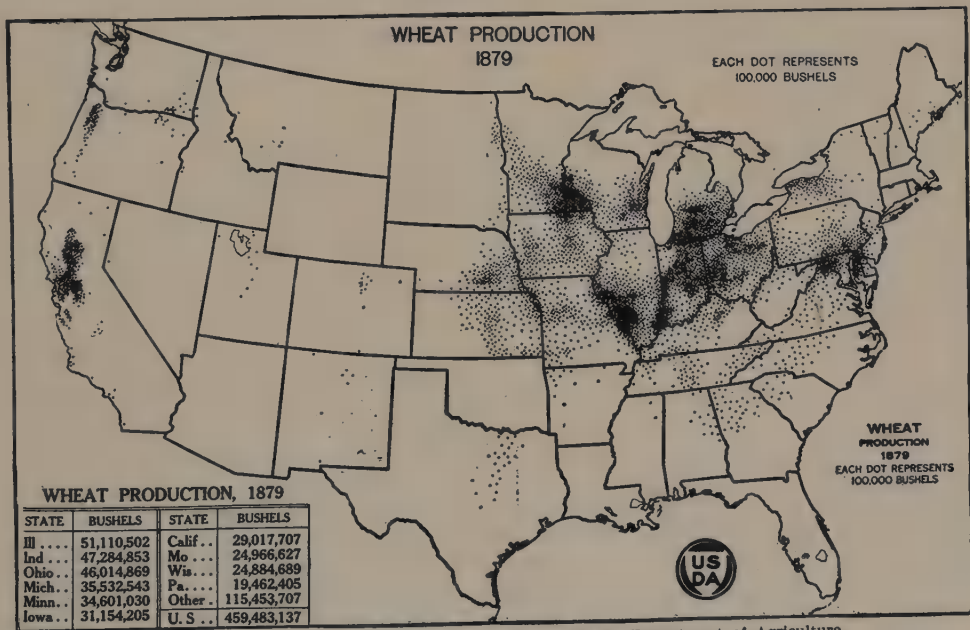 WHEAT PRODUCTION
1879
EACH DOT REPRESENTS
100,000 BUSHELS
WHEAT
PRODUCTION
1879
EACH DOT REPRESENTS
100,000 BUSHELS
WHEAT PRODUCTION, 1879
STATE BUSHELS STATE BUSHELS
Ill .... 51,110,502 Calif.. 29,017,707
Ind ... 47,284,853 Mo... 24,966,627
Ohio.. 46,014,869 Wis... 24,884,689
Mich.. 35,532,543 Pa.... 19,462,405
Minn.. 34,601,030 Other . 115,453,707
Iowa.. 31,154,205 U. S .. 459,483,137
US
DA
Agriculture